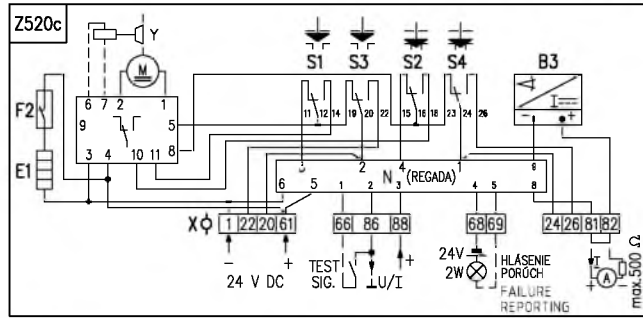 Z520c
Y
S1 S3 S2 S4 B3
M
6 7 2 1
F2
9 5
8
11 12 14 19 20 22 15 16 18 23 24 26
- +
3 4 10 11
E1
3 2 4 1 9
N (REGADA)
6 5 1 2 3 4 5 8
X 1 22 20 61 66 86 88 68 69 24 26 81 82
- +
24 V DC
TEST SIG.
U/I
+
24V
2W
HLÁSENIE PORÚCH
FAILURE REPORTING
I
A
- +
max.500 Ω